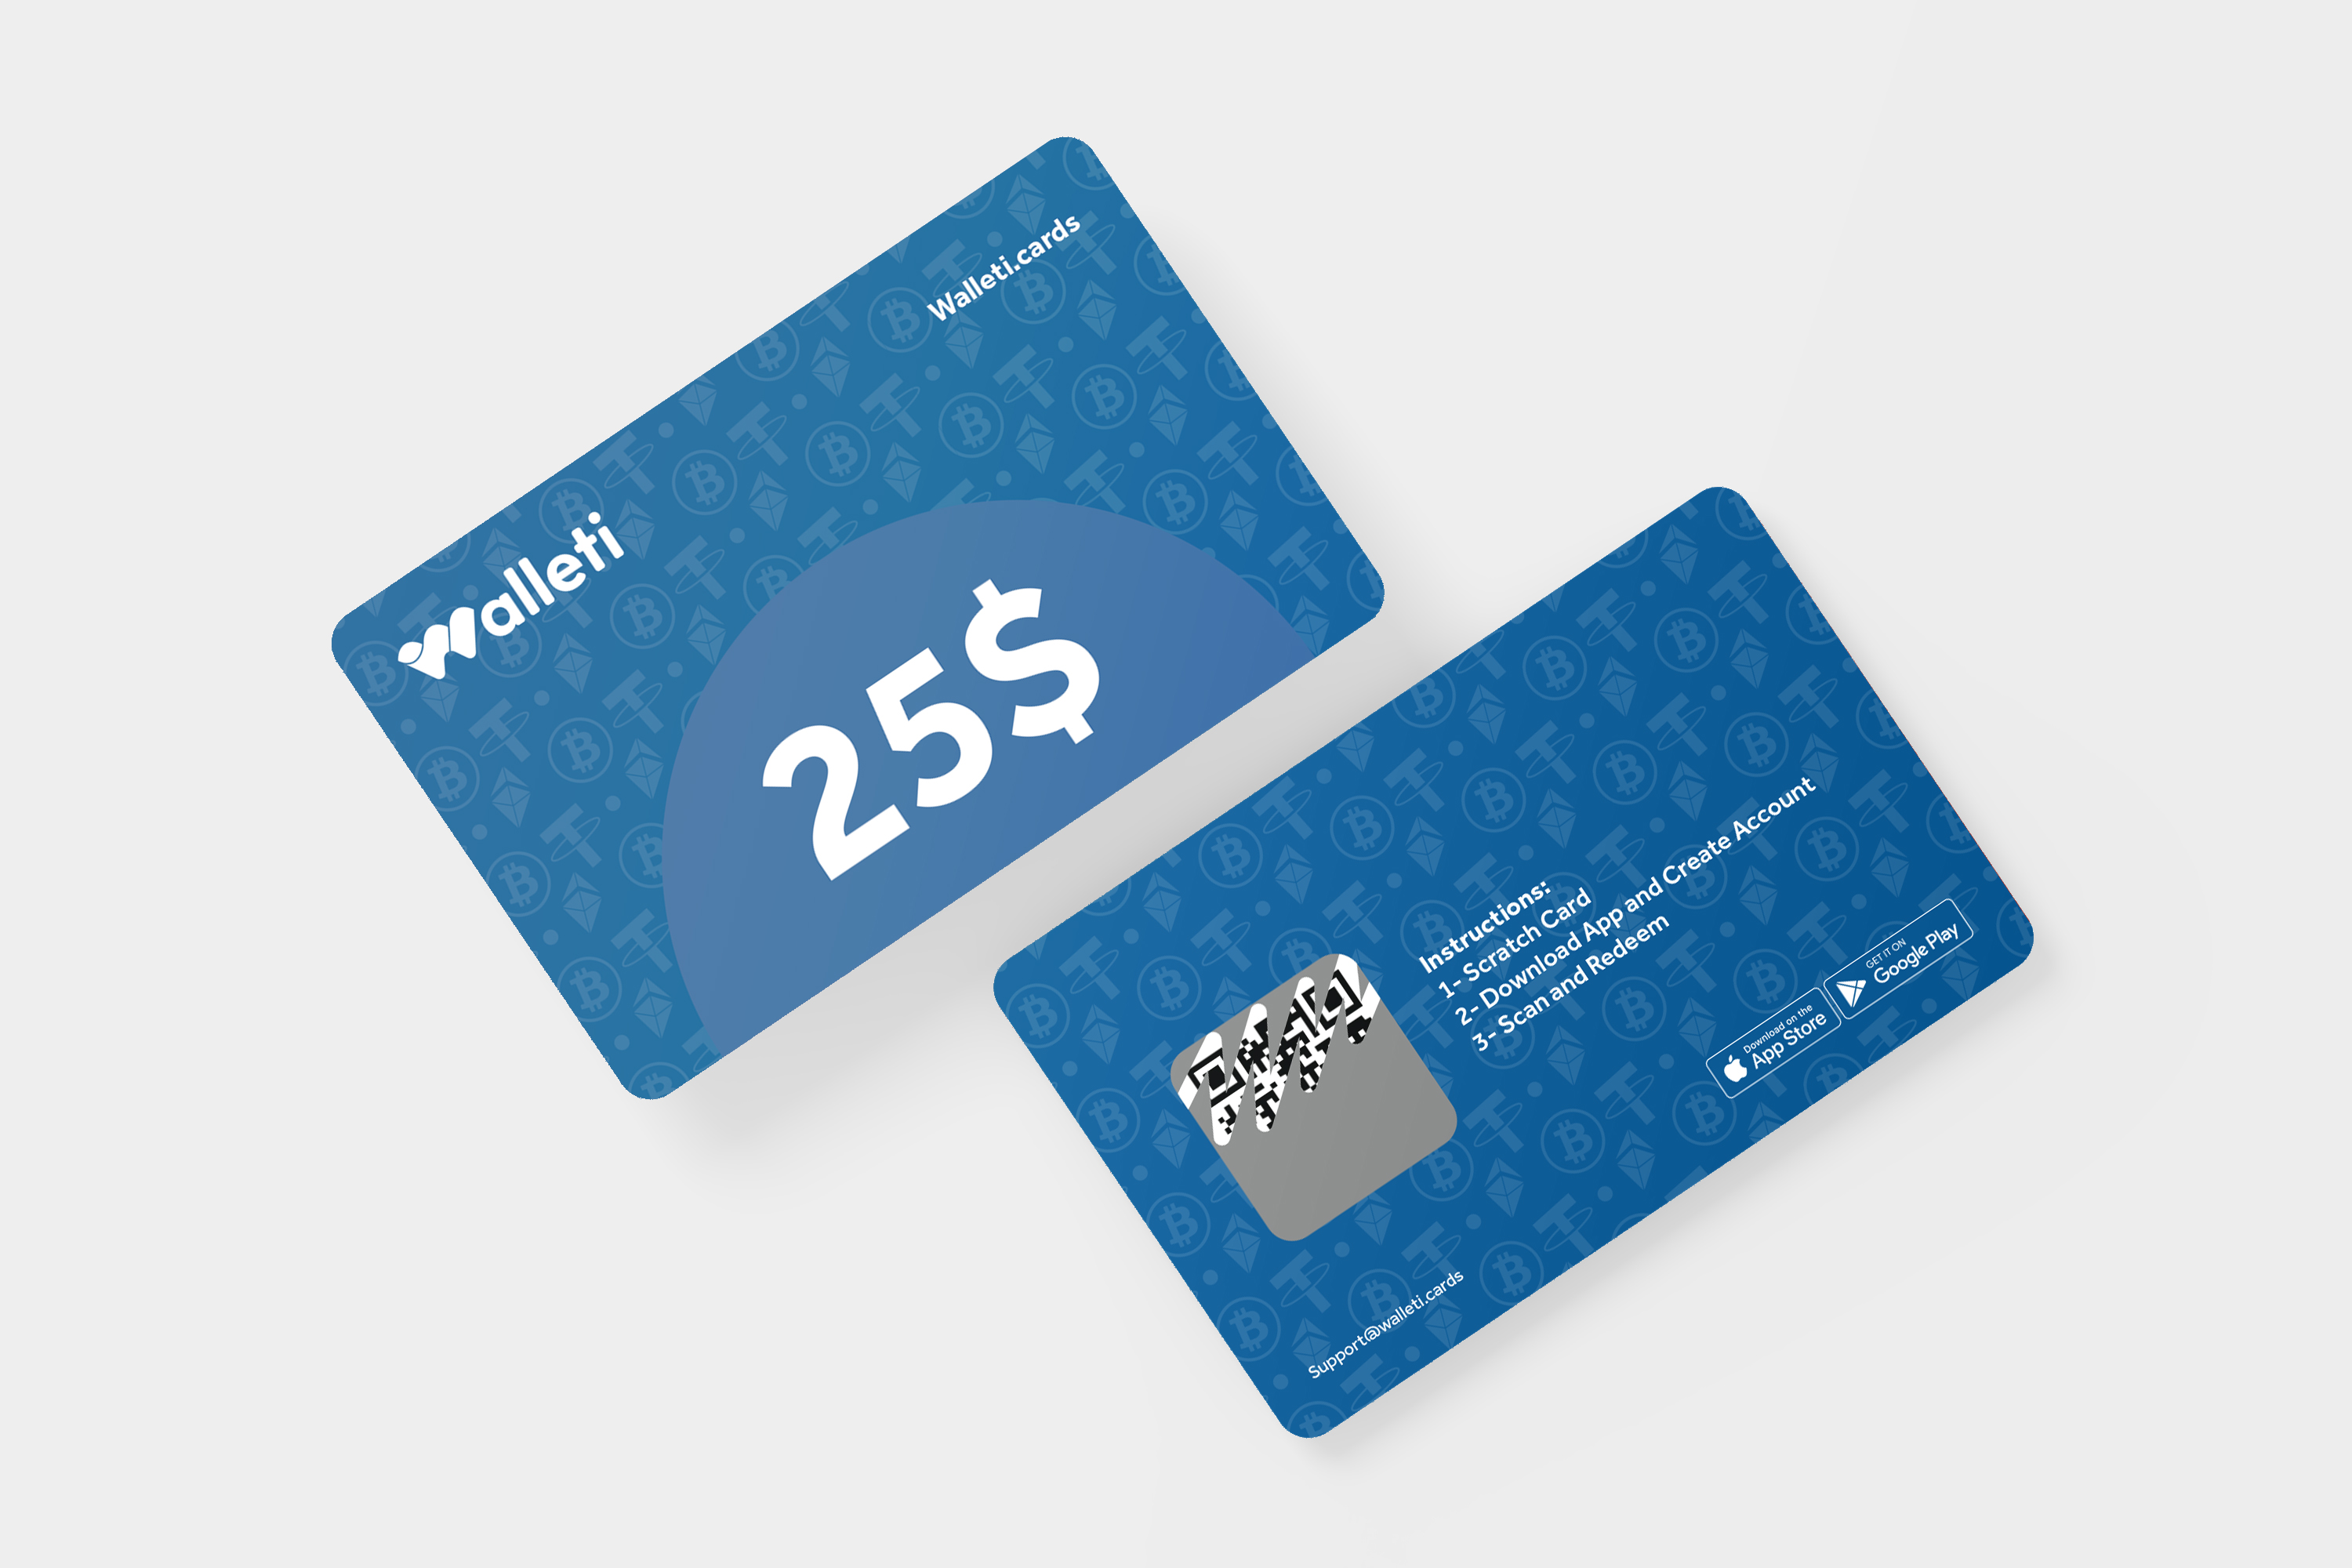 Walleti.cards
Walleti
25$
Instructions:
1- Scratch Card
2- Download App and Create Account
3- Scan and Redeem
Download on the
App Store
GET IT ON
Google Play
Support@walleti.cards